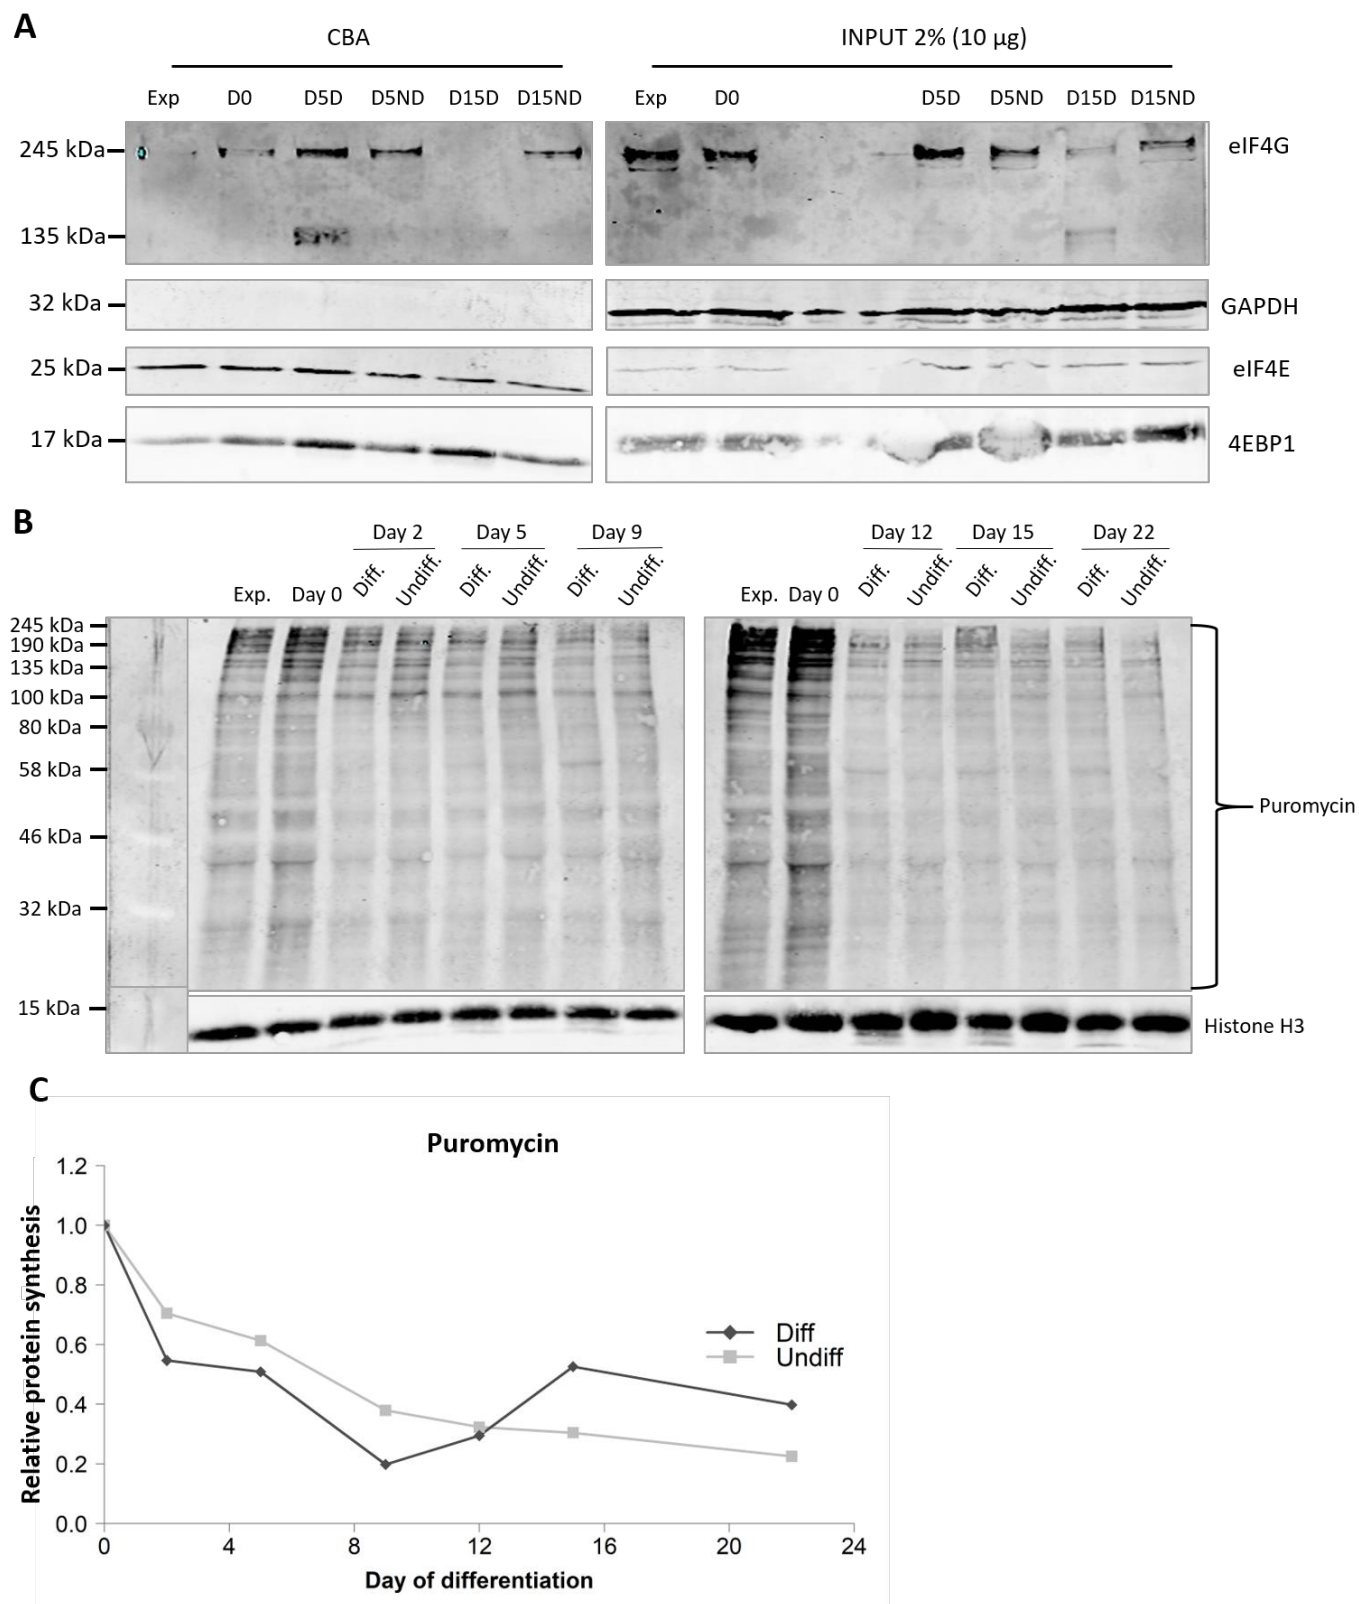 A
CBA
INPUT 2% (10 µg)
Exp D0 D5D D5ND D15D D15ND
Exp D0 D5D D5ND D15D D15ND
245 kDa
eIF4G
135 kDa
32 kDa
GAPDH
25 kDa
eIF4E
17 kDa
4EBP1
B
Day 2 Day 5 Day 9
Day 12 Day 15 Day 22
Exp. Day 0 Diff. Undiff. Diff. Undiff. Diff. Undiff.
Exp. Day 0 Diff. Undiff. Diff. Undiff. Diff. Undiff.
245 kDa
190 kDa
135 kDa
100 kDa
80 kDa
58 kDa
46 kDa
32 kDa
15 kDa
Puromycin
Histone H3
C
Puromycin
Relative protein synthesis
1.2
1.0
0.8
0.6
0.4
0.2
0.0
Diff
Undiff
0 4 8 12 16 20 24
Day of differentiation